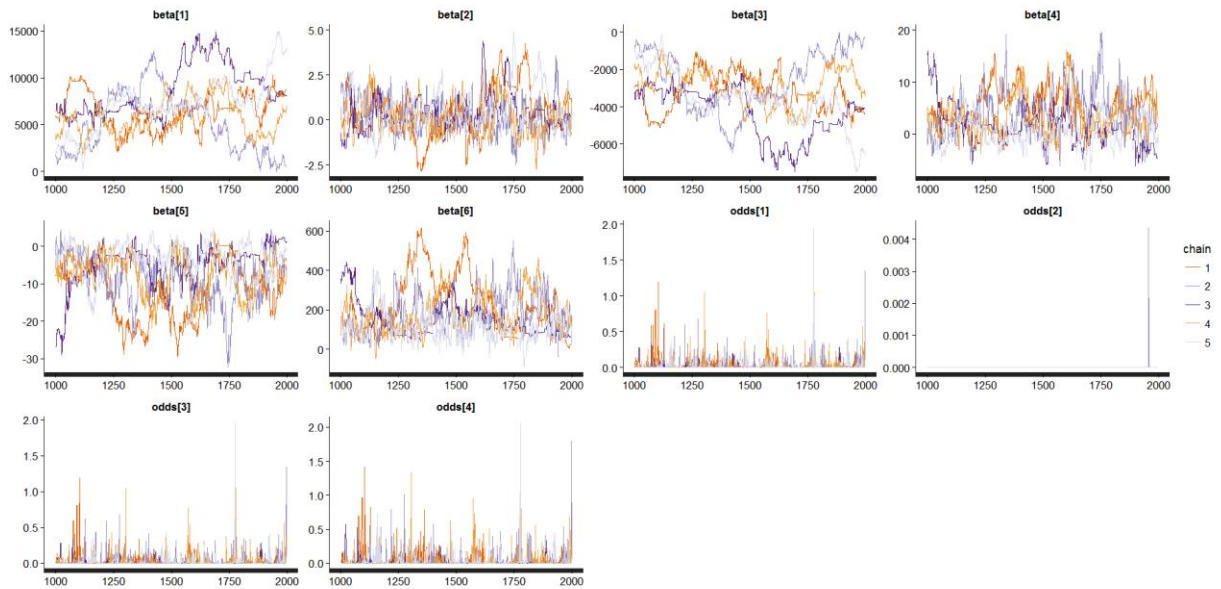 beta[1] beta[2] beta[3] beta[4]
15000 5.0 0 20
10000 2.5 -2000 10
5000 0.0 -4000 0
0 -2.5 -6000
1000 1250 1500 1750 2000 1000 1250 1500 1750 2000 1000 1250 1500 1750 2000 1000 1250 1500 1750 2000
beta[5] beta[6] odds[1] odds[2]
0 600 2.0 0.004
-10 400 1.5 0.003
-20 200 1.0 0.002
-30 0 0.5 0.001
0.0 0.000
1000 1250 1500 1750 2000 1000 1250 1500 1750 2000 1000 1250 1500 1750 2000 1000 1250 1500 1750 2000
chain
1
2
3
4
5
odds[3] odds[4]
2.0 2.0
1.5 1.5
1.0 1.0
0.5 0.5
0.0 0.0
1000 1250 1500 1750 2000 1000 1250 1500 1750 2000